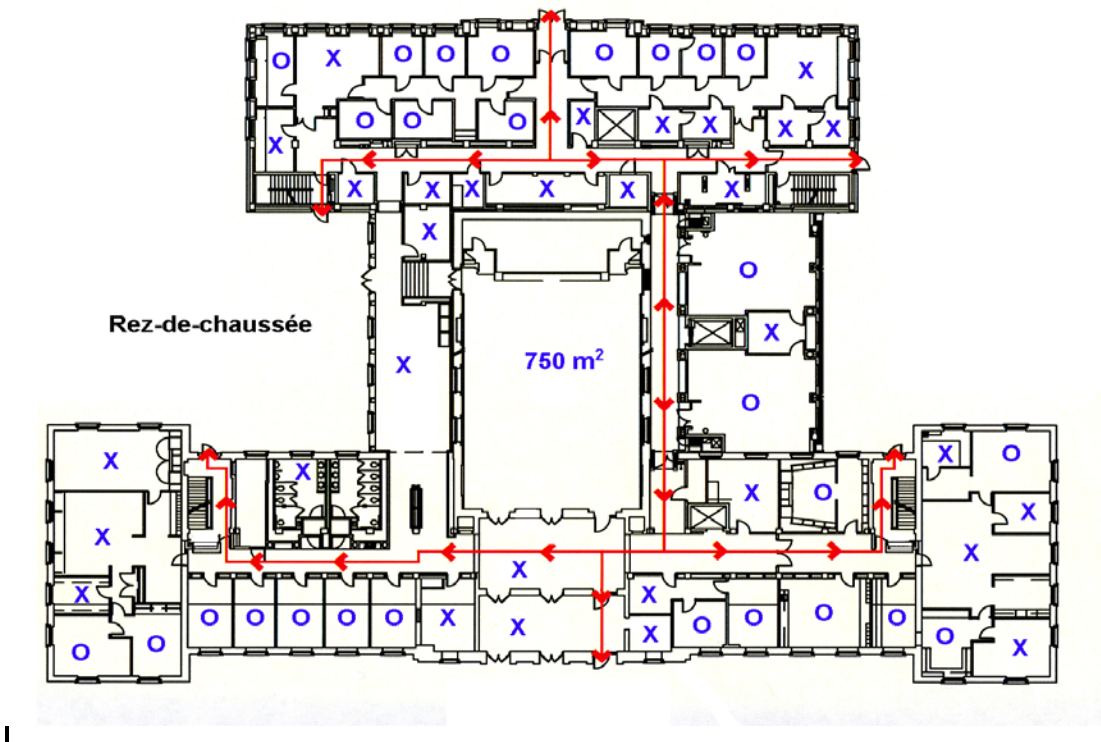 O X O O O O O O O X
O O O X X X X X
X
X X X X X X
X
O
Rez-de-chaussée X
X 750 m²
O
X X X O
X O X
X X
X
X X
O O O O O X X X O O O O
O O O X